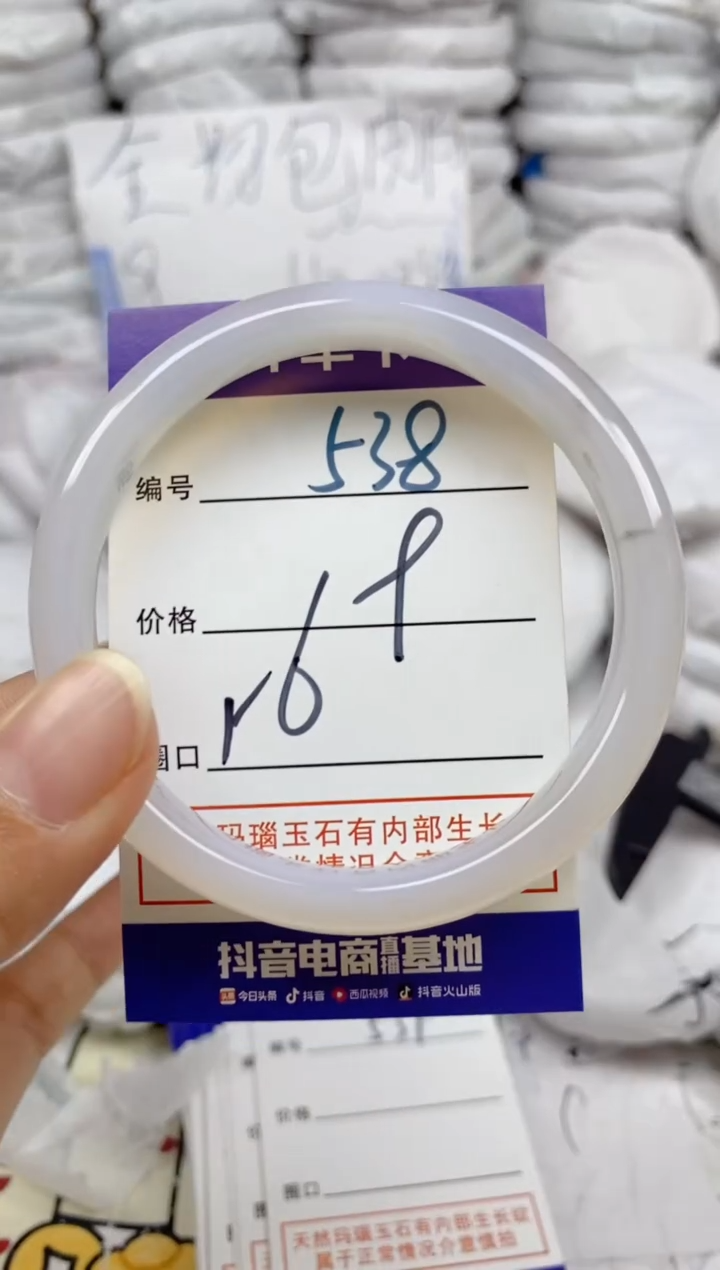 全场包邮
编号 538
价格
圈口
玛瑙玉石有内部生长
抖音电商直播基地
今日头条 抖音 西瓜视频 抖音火山版
编号 538
价格
圈口
天然玛瑙玉石有内部生长纹
属于正常情况介意慎拍